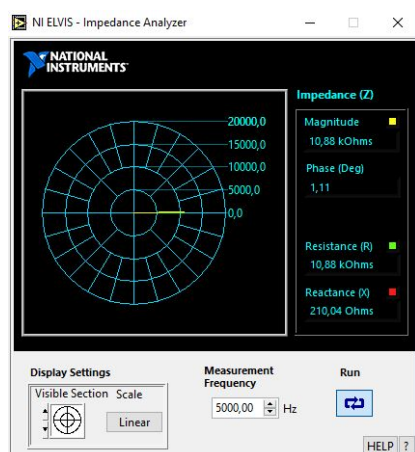 NI ELVIS - Impedance Analyzer
NATIONAL
INSTRUMENTS
Impedance (Z)
20000,0
15000,0
10000,0
5000,0
0,0
Magnitude
10,88 kOhms
Phase (Deg)
1,11
Resistance (R)
10,88 kOhms
Reactance (X)
210,04 Ohms
Display Settings
Visible Section Scale
Linear
Measurement
Frequency
5000,00 Hz
Run
HELP ?